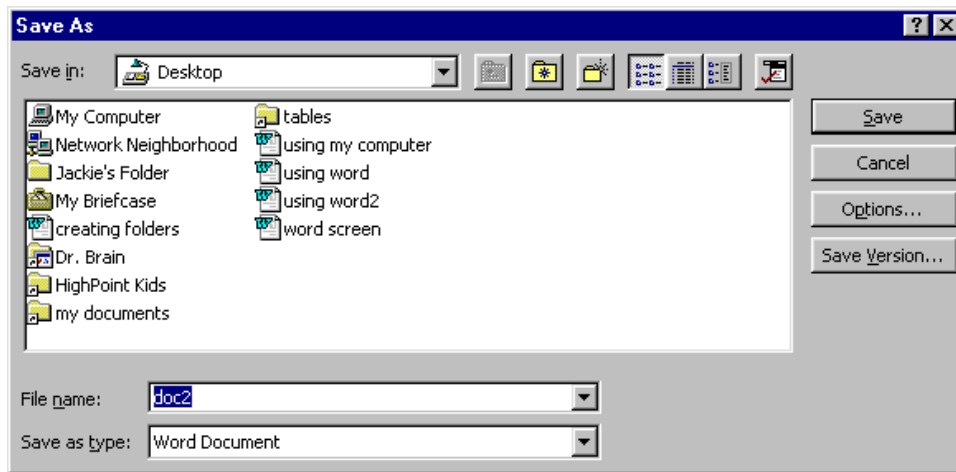 Save As
Save in: Desktop
My Computer
Network Neighborhood
Jackie's Folder
My Briefcase
creating folders
Dr. Brain
HighPoint Kids
my documents
tables
using my computer
using word
using word2
word screen
Save
Cancel
Options...
Save Version...
File name: doc2
Save as type: Word Document